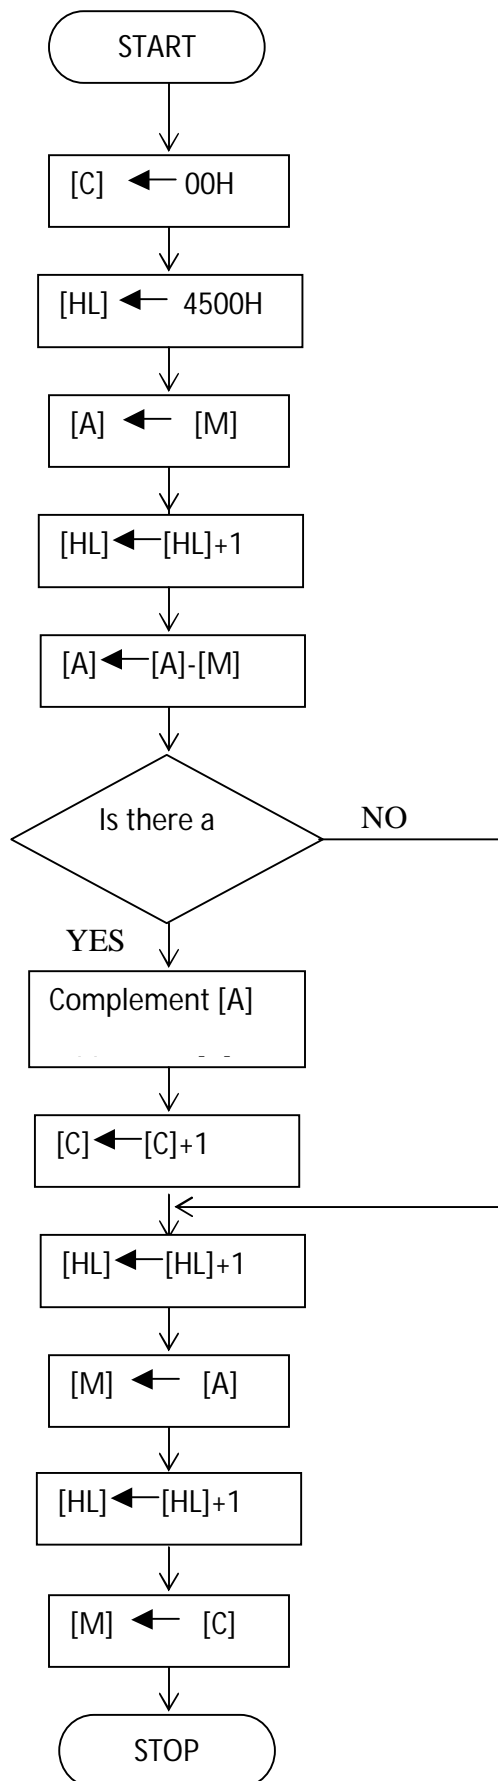 START
[C] ← 00H
[HL] ← 4500H
[A] ← [M]
[HL]←[HL]+1
[A]←[A]-[M]
Is there a
NO
YES
Complement [A]
[C]←[C]+1
[HL]←[HL]+1
[M] ← [A]
[HL]←[HL]+1
[M] ← [C]
STOP